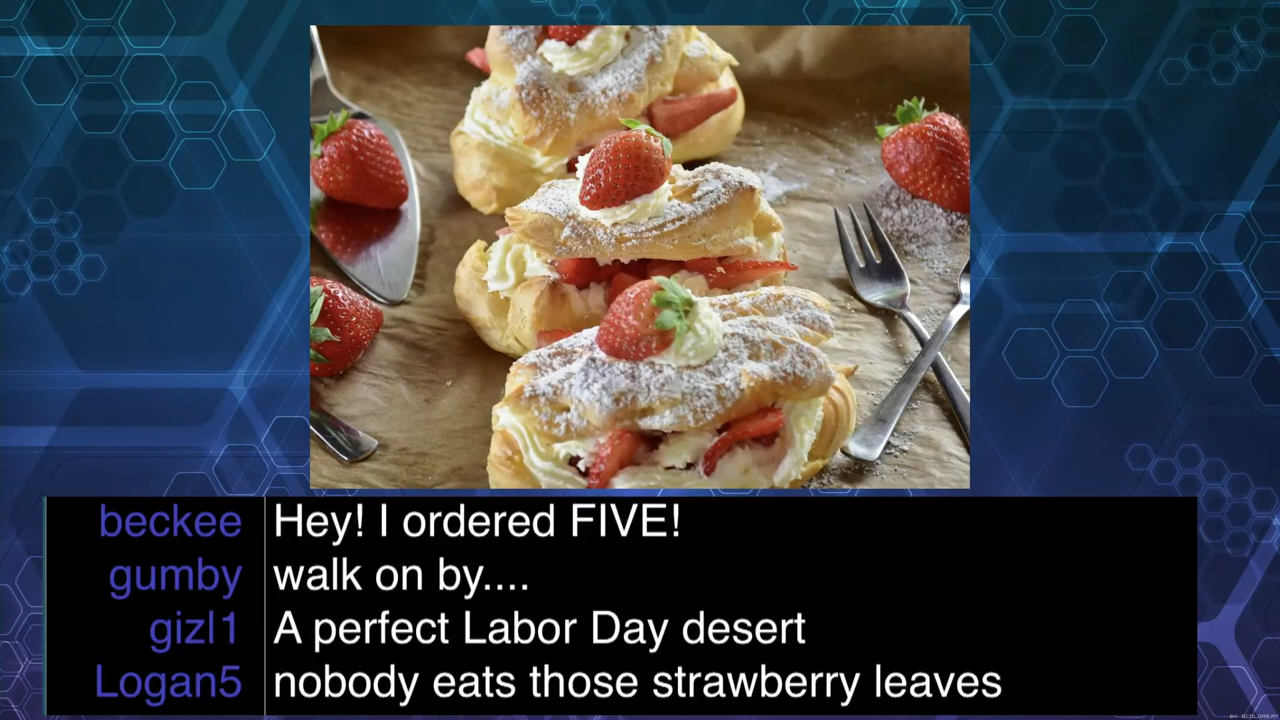 beckee Hey! I ordered FIVE!
gumby walk on by....
gizl1 A perfect Labor Day desert
Logan5 nobody eats those strawberry leaves